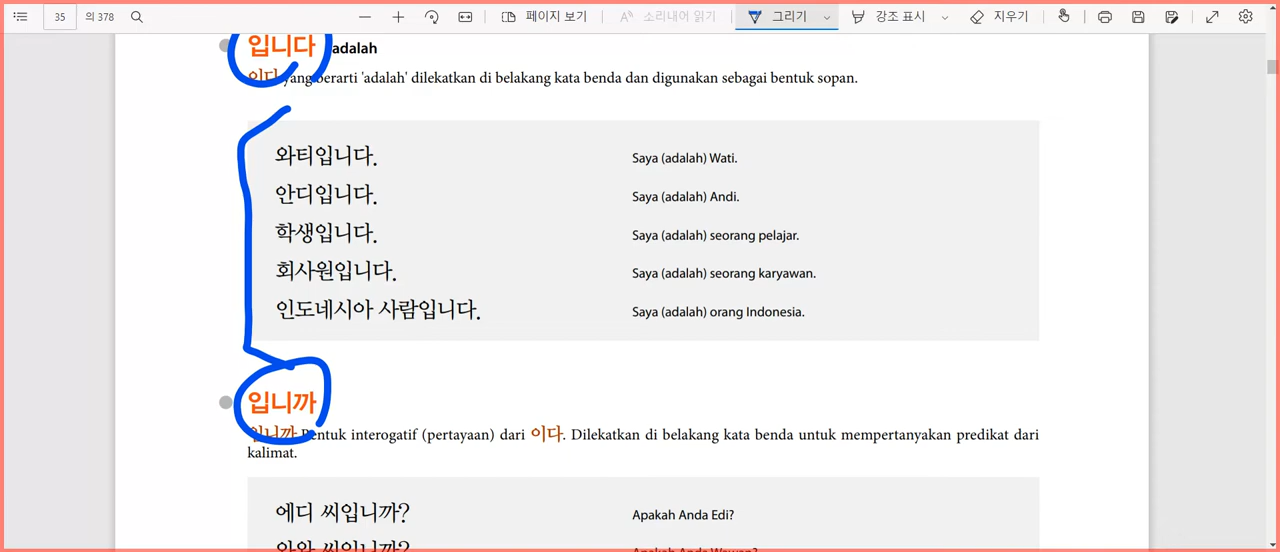 35 의 378 페이지 보기 소리내어 읽기 그리기 강조 표시 지우기
입니다 adalah
이다 yang berarti 'adalah' dilekatkan di belakang kata benda dan digunakan sebagai bentuk sopan.
와티입니다. Saya (adalah) Wati.
안디입니다. Saya (adalah) Andi.
학생입니다. Saya (adalah) seorang pelajar.
회사원입니다. Saya (adalah) seorang karyawan.
인도네시아 사람입니다. Saya (adalah) orang Indonesia.
입니까
입니까 Bentuk interogatif (pertayaan) dari 이다. Dilekatkan di belakang kata benda untuk mempertanyakan predikat dari
kalimat.
에디 씨입니까? Apakah Anda Edi?